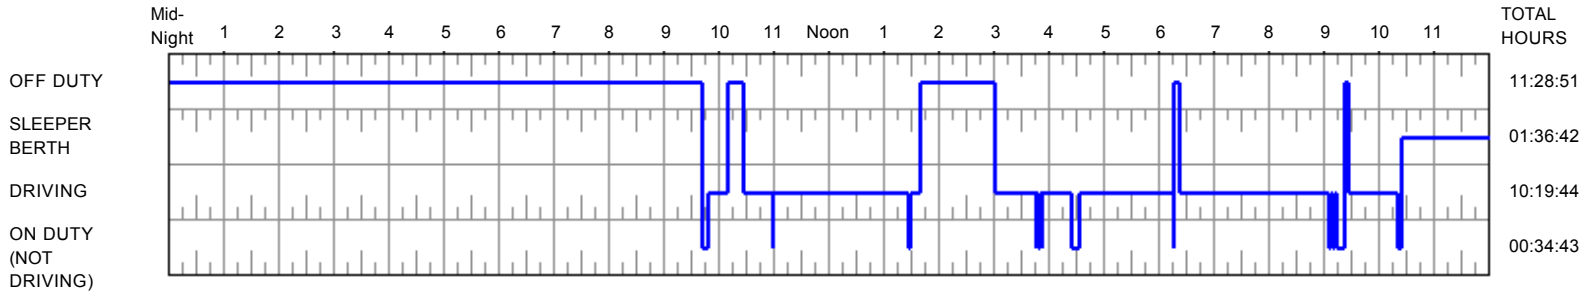 Mid-
Night 1 2 3 4 5 6 7 8 9 10 11 Noon 1 2 3 4 5 6 7 8 9 10 11
TOTAL
HOURS
OFF DUTY 11:28:51
SLEEPER
BERTH 01:36:42
DRIVING 10:19:44
ON DUTY
(NOT
DRIVING) 00:34:43